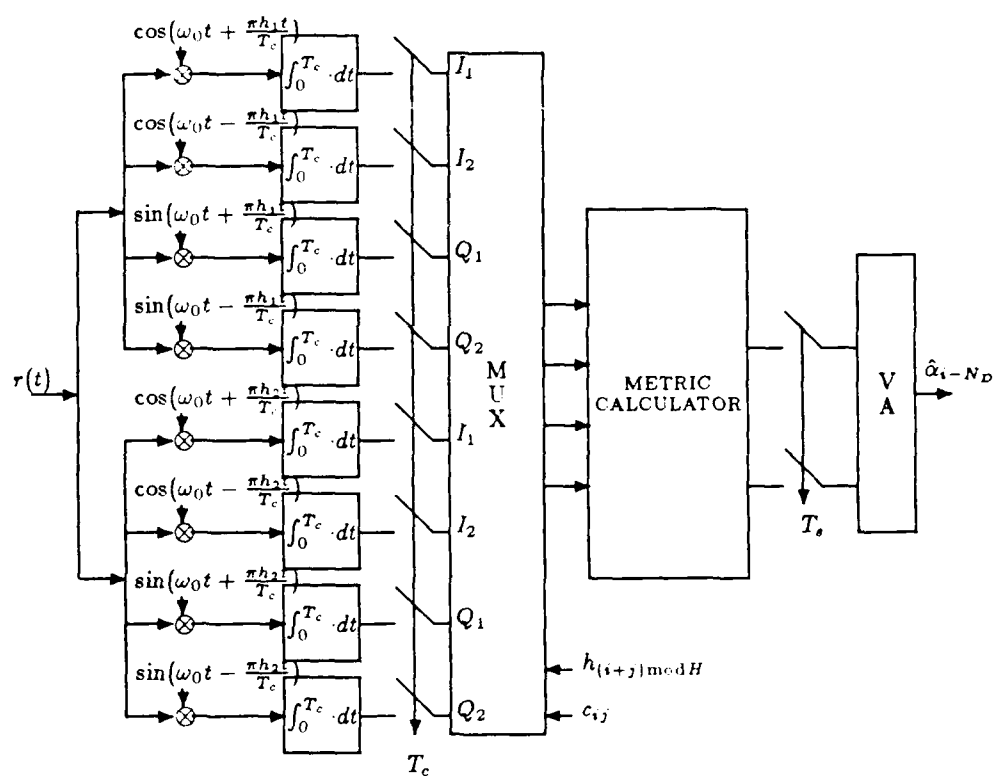 cos(ω₀t + πh₁t/T_c)
∫₀^{T_c} ·dt
I₁
cos(ω₀t − πh₁t/T_c)
∫₀^{T_c} ·dt
I₂
sin(ω₀t + πh₁t/T_c)
∫₀^{T_c} ·dt
Q₁
sin(ω₀t − πh₁t/T_c)
∫₀^{T_c} ·dt
Q₂
r(t)
cos(ω₀t + πh₂t/T_c)
∫₀^{T_c} ·dt
I₁
cos(ω₀t − πh₂t/T_c)
∫₀^{T_c} ·dt
I₂
sin(ω₀t + πh₂t/T_c)
∫₀^{T_c} ·dt
Q₁
sin(ω₀t − πh₂t/T_c)
∫₀^{T_c} ·dt
Q₂
T_c
M
U
X
h_{(i+j) mod H}
c_{ij}
METRIC
CALCULATOR
T_s
V
A
α̂_{i−N_D}